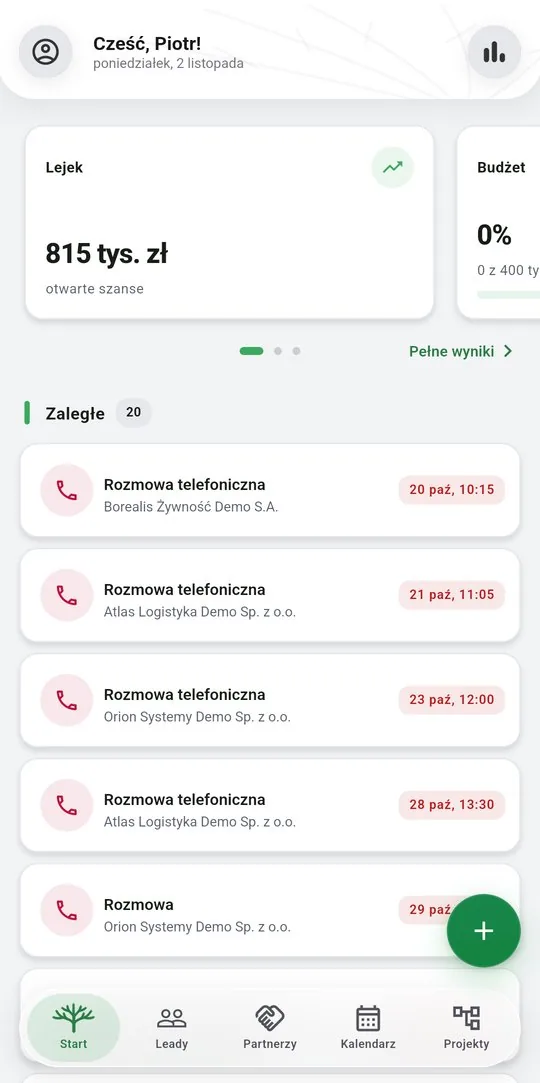 Cześć, Piotr!
poniedziałek, 2 listopada
Lejek
815 tys. zł
otwarte szanse
Budżet
0%
0 z 400 ty
Pełne wyniki
Zaległe 20
Rozmowa telefoniczna
Borealis Żywność Demo S.A.
20 paź, 10:15
Rozmowa telefoniczna
Atlas Logistyka Demo Sp. z o.o.
21 paź, 11:05
Rozmowa telefoniczna
Orion Systemy Demo Sp. z o.o.
23 paź, 12:00
Rozmowa telefoniczna
Atlas Logistyka Demo Sp. z o.o.
28 paź, 13:30
Rozmowa
Orion Systemy Demo Sp. z o.o.
29 paź
Start
Leady
Partnerzy
Kalendarz
Projekty